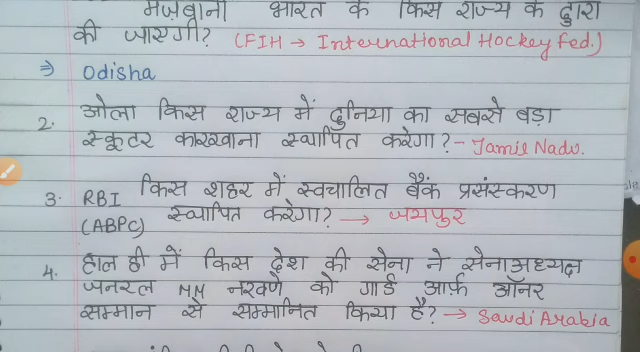 मेज़बानी भारत के किस राज्य के द्वारा
की जाएगी? (FIH → International Hockey Fed.)
⇒ Odisha
2. ओला किस राज्य में दुनिया का सबसे बड़ा
स्कूटर कारखाना स्थापित करेगा? - Tamil Nadu.
3. RBI किस शहर में स्वचालित बैंक प्रसंस्करण
(ABPC) स्थापित करेगा? → जयपुर
4. हाल ही में किस देश की सेना ने सेनाअध्यक्ष
जनरल MM नरवणे को गार्ड ऑर्फ़ ऑनर
सम्मान से सम्मानित किया है? → Saudi Arabia